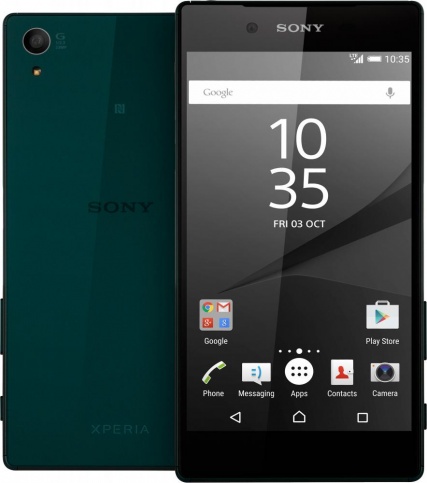 SONY
XPERIA
SONY
LTE
10:35
Google
10
35
FRI 03 OCT
Google
Play Store
Phone
Messaging
Apps
Contacts
Camera